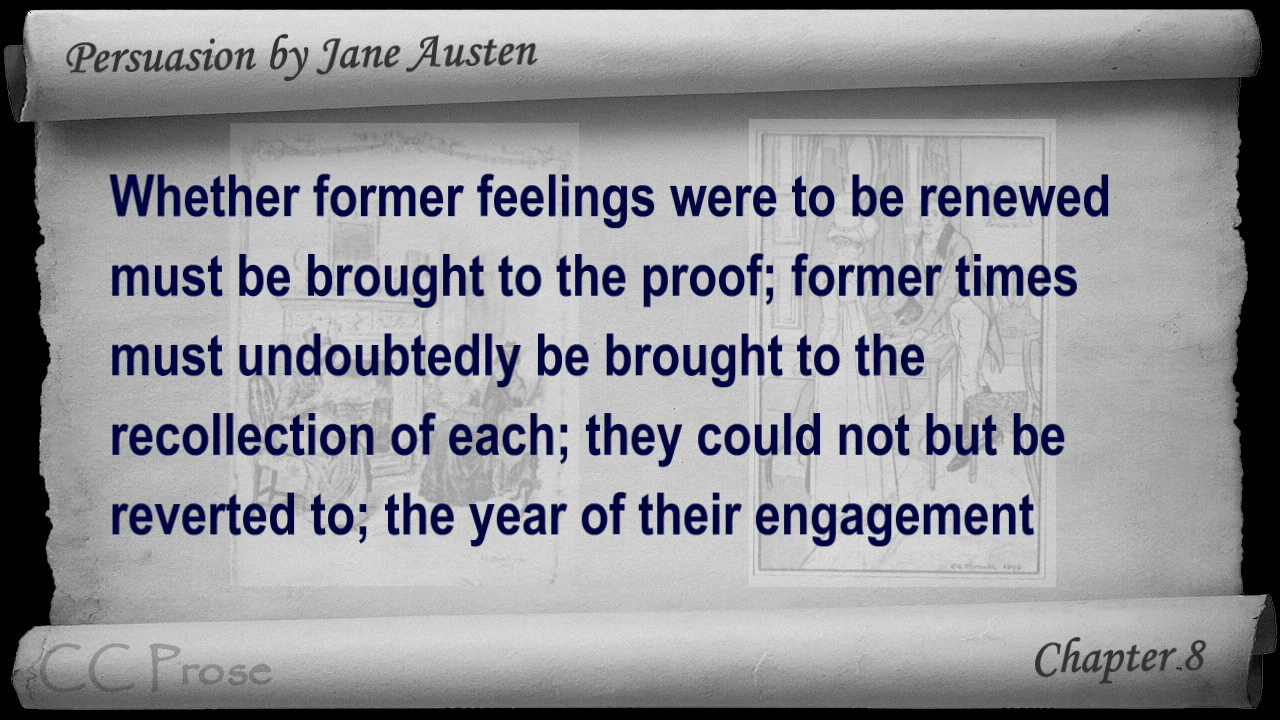 Persuasion by Jane Austen
Whether former feelings were to be renewed
must be brought to the proof; former times
must undoubtedly be brought to the
recollection of each; they could not but be
reverted to; the year of their engagement
CC Prose
Chapter 8